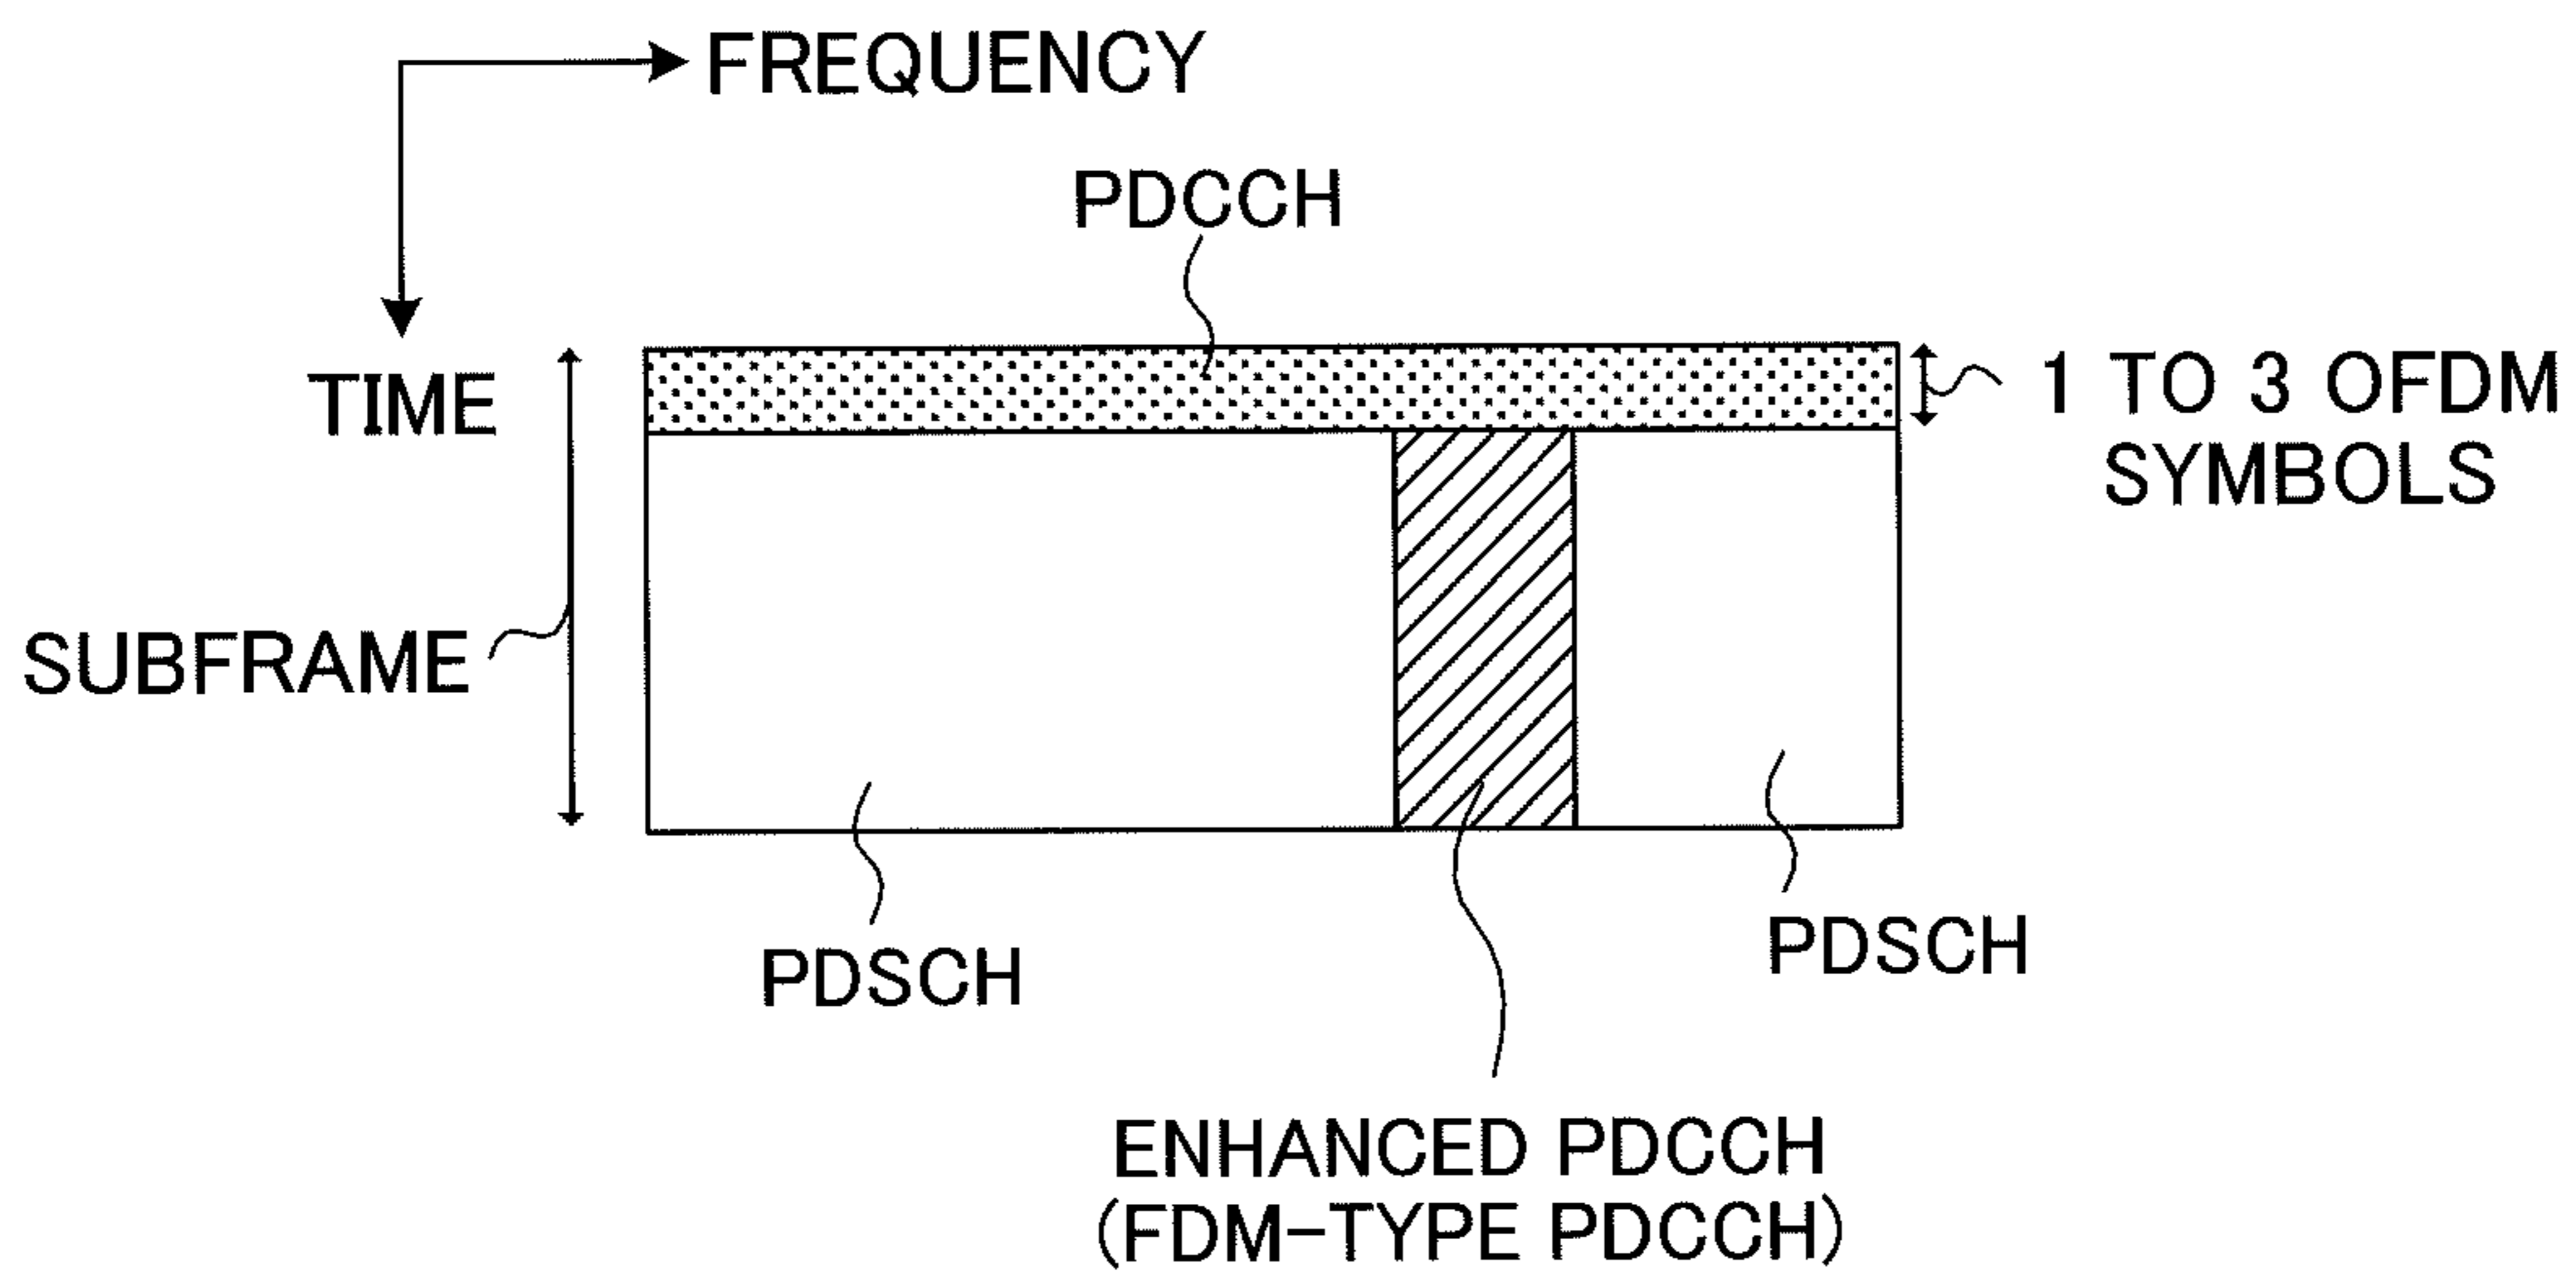 FREQUENCY
PDCCH
TIME
1 TO 3 OFDM
SYMBOLS
SUBFRAME
PDSCH
PDSCH
ENHANCED PDCCH
(FDM-TYPE PDCCH)